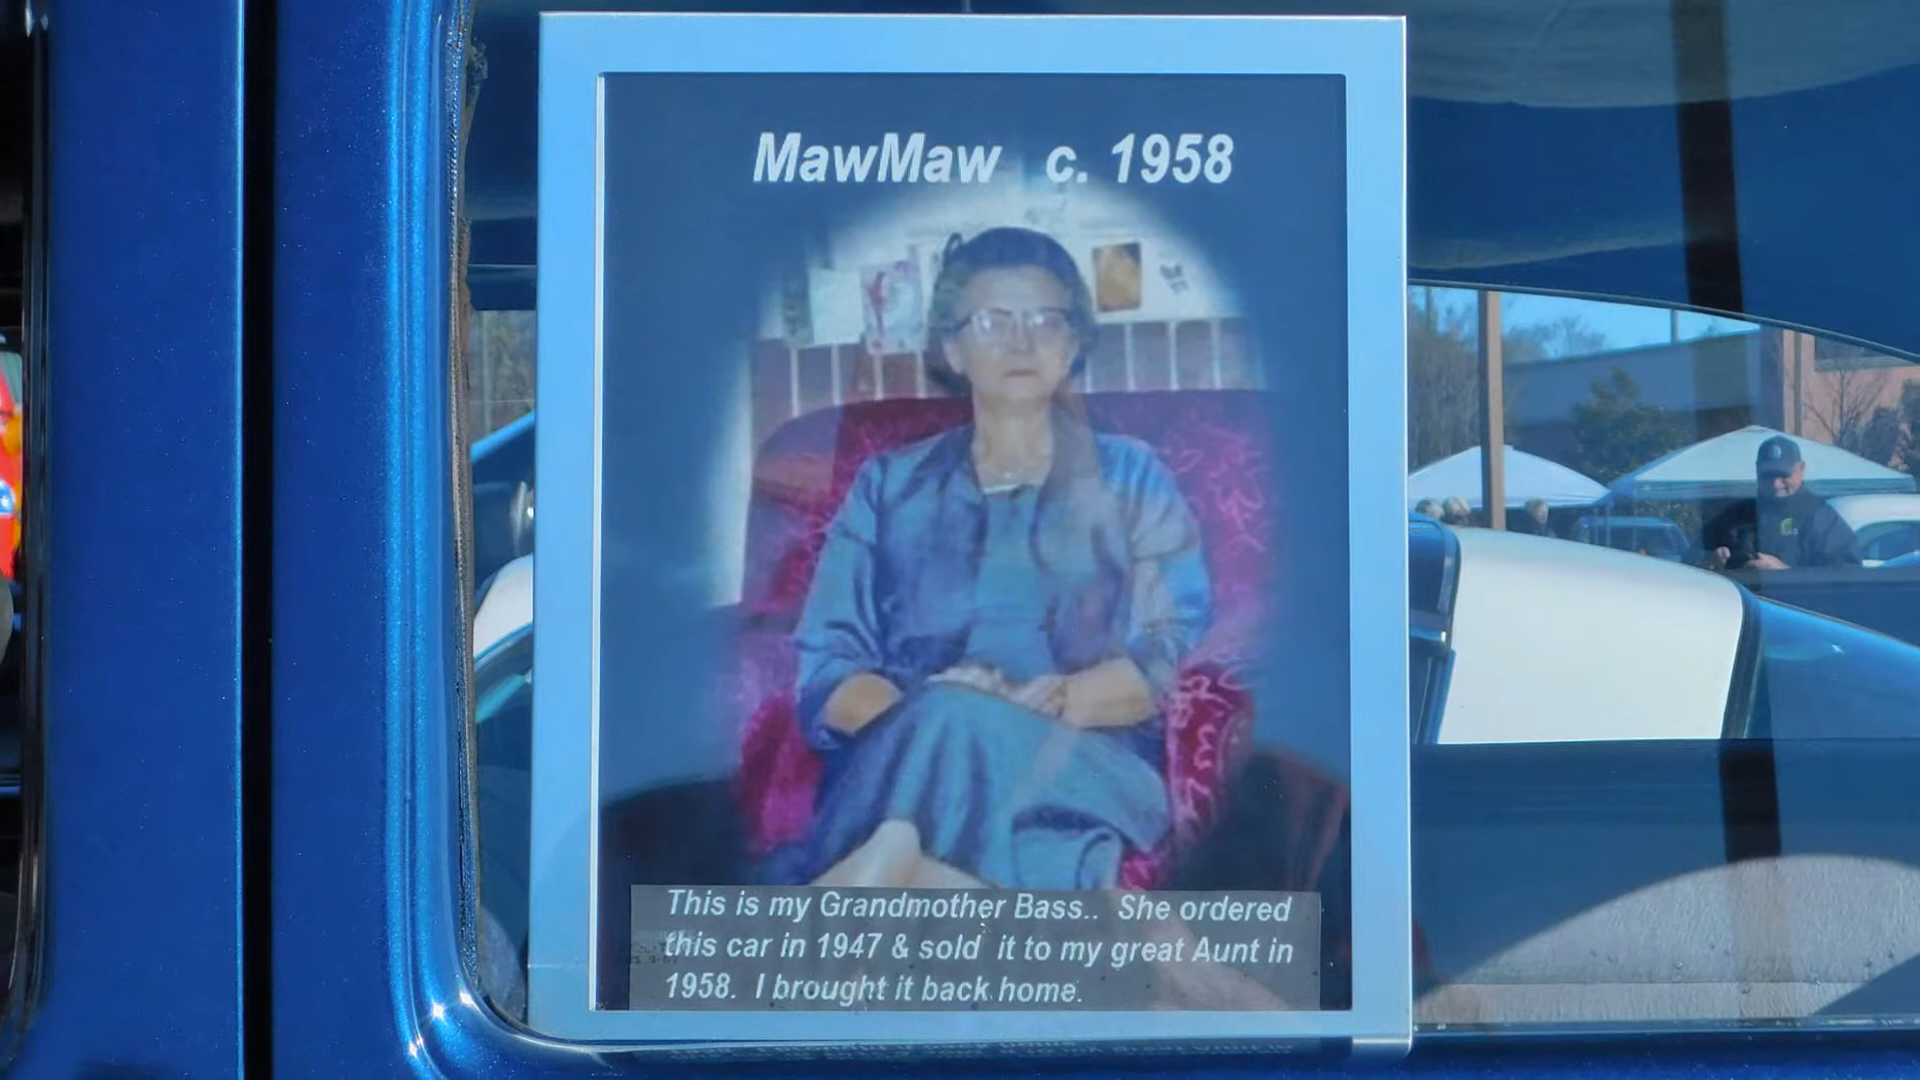 MawMaw c. 1958
This is my Grandmother Bass.. She ordered
this car in 1947 & sold it to my great Aunt in
1958. I brought it back home.